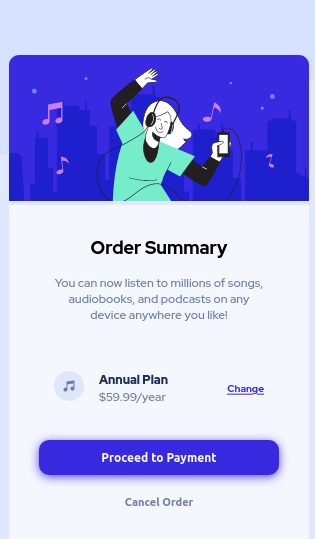 Order Summary
You can now listen to millions of songs,
audiobooks, and podcasts on any
device anywhere you like!
Annual Plan
$59.99/year
Change
Proceed to Payment
Cancel Order